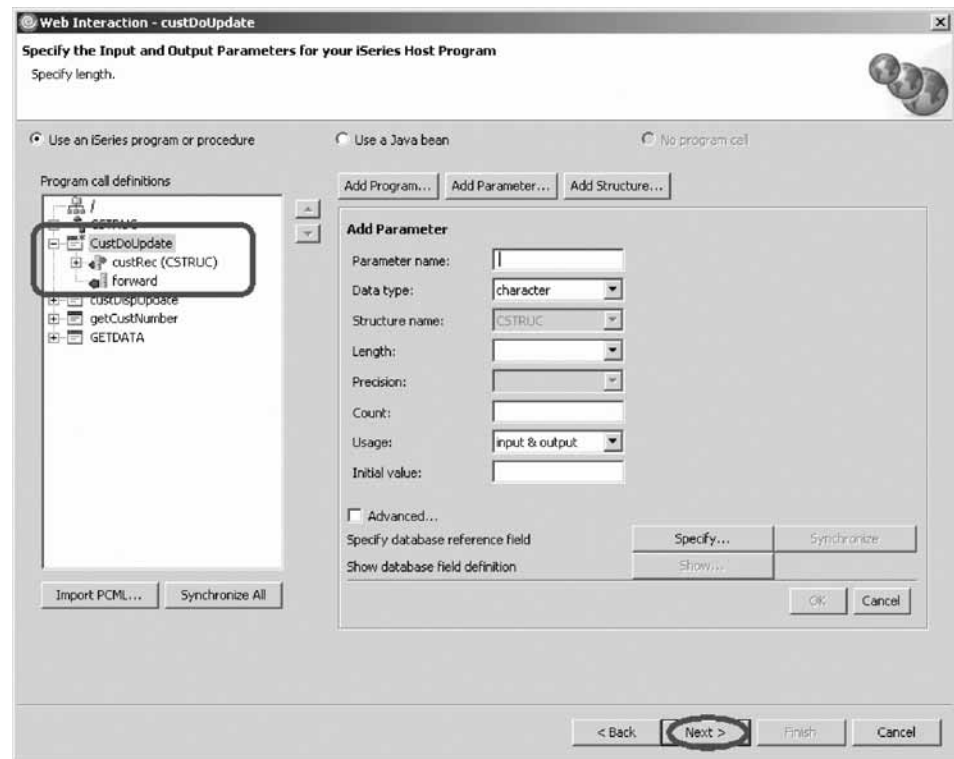 Web Interaction - custDoUpdate
Specify the Input and Output Parameters for your iSeries Host Program
Specify length.
Use an iSeries program or procedure
Use a Java bean
No program call
Program call definitions
/
CSTRUC
CustDoUpdate
custRec (CSTRUC)
forward
custDispUpdate
getCustNumber
GETDATA
Import PCML...
Synchronize All
Add Program...
Add Parameter...
Add Structure...
Add Parameter
Parameter name:
Data type:
character
Structure name:
CSTRUC
Length:
Precision:
Count:
Usage:
input & output
Initial value:
Advanced...
Specify database reference field
Specify...
Synchronize
Show database field definition
Show...
OK
Cancel
< Back
Next >
Finish
Cancel